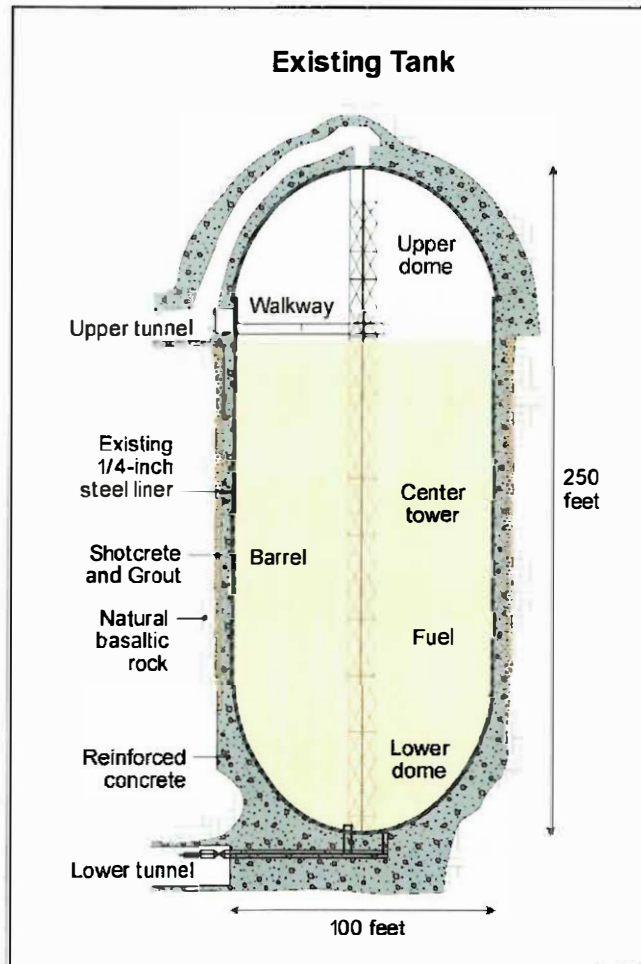 Existing Tank
Upper
dome
Walkway
Upper tunnel
Existing
1/4-inch
steel liner
Center
tower
250
feet
Shotcrete
and Grout
Barrel
Natural
basaltic
rock
Fuel
Reinforced
concrete
Lower
dome
Lower tunnel
100 feet